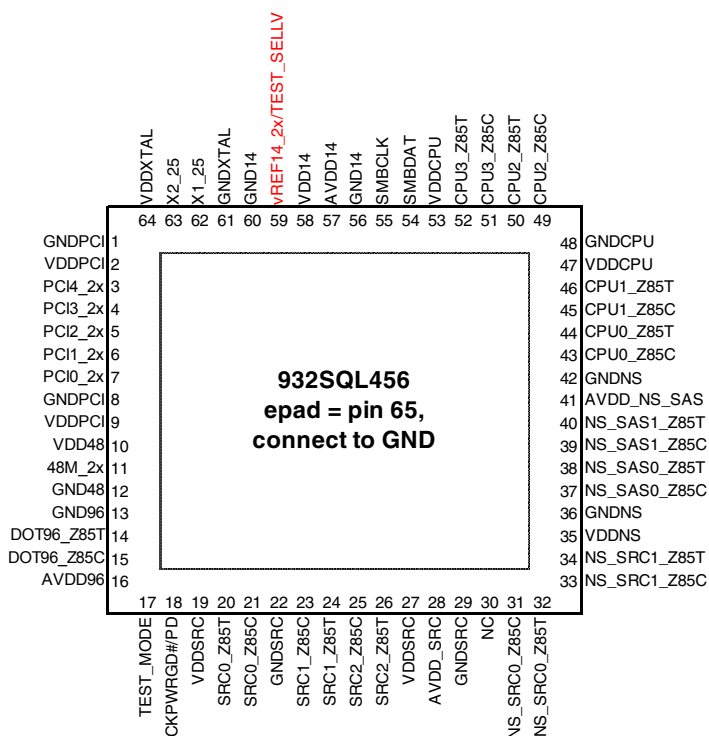 VDDXTAL
X2_25
X1_25
GNDXTAL
GND14
vREF14_2x/TEST_SELLV
VDD14
AVDD14
GND14
SMBCLK
SMBDAT
VDDCPU
CPU3_Z85T
CPU3_Z85C
CPU2_Z85T
CPU2_Z85C
64 63 62 61 60 59 58 57 56 55 54 53 52 51 50 49
GNDPCI 1
VDDPCI 2
PCI4_2x 3
PCI3_2x 4
PCI2_2x 5
PCI1_2x 6
PCI0_2x 7
GNDPCI 8
VDDPCI 9
VDD48 10
48M_2x 11
GND48 12
GND96 13
DOT96_Z85T 14
DOT96_Z85C 15
AVDD96 16
932SQL456
epad = pin 65,
connect to GND
48 GNDCPU
47 VDDCPU
46 CPU1_Z85T
45 CPU1_Z85C
44 CPU0_Z85T
43 CPU0_Z85C
42 GNDNS
41 AVDD_NS_SAS
40 NS_SAS1_Z85T
39 NS_SAS1_Z85C
38 NS_SAS0_Z85T
37 NS_SAS0_Z85C
36 GNDNS
35 VDDNS
34 NS_SRC1_Z85T
33 NS_SRC1_Z85C
17 18 19 20 21 22 23 24 25 26 27 28 29 30 31 32
TEST_MODE
CKPWRGD#/PD
VDDSRC
SRC0_Z85T
SRC0_Z85C
GNDSRC
SRC1_Z85C
SRC1_Z85T
SRC2_Z85C
SRC2_Z85T
VDDSRC
AVDD_SRC
GNDSRC
NC
NS_SRC0_Z85C
NS_SRC0_Z85T